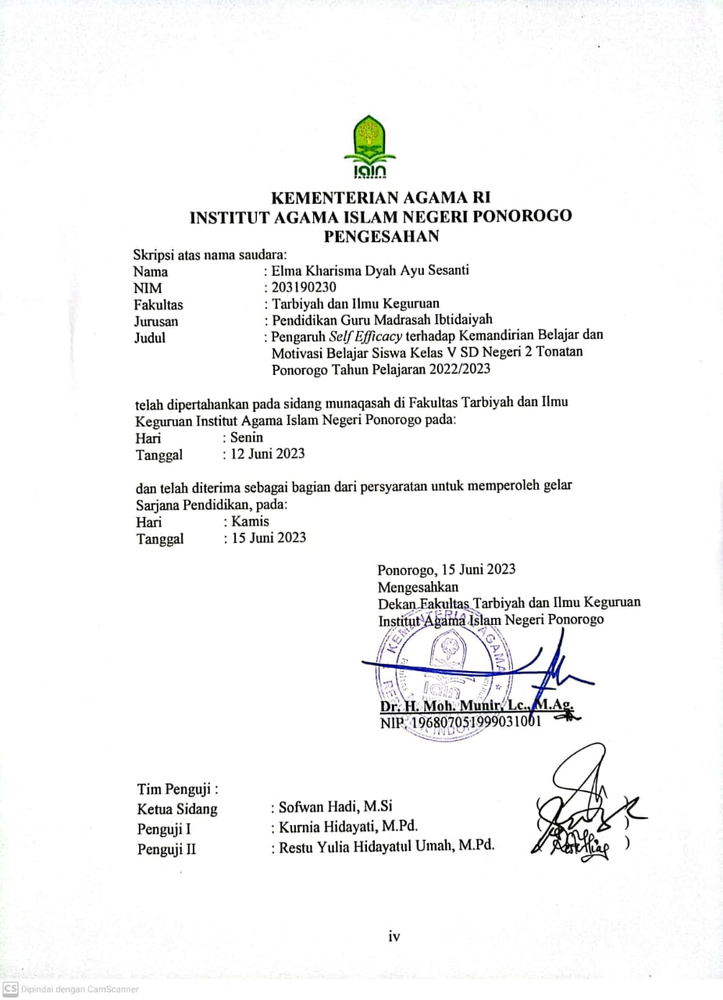 iain
PONOROGO
KEMENTERIAN AGAMA RI
INSTITUT AGAMA ISLAM NEGERI PONOROGO
PENGESAHAN
Skripsi atas nama saudara:
Nama : Elma Kharisma Dyah Ayu Sesanti
NIM : 203190230
Fakultas : Tarbiyah dan Ilmu Keguruan
Jurusan : Pendidikan Guru Madrasah Ibtidaiyah
Judul : Pengaruh Self Efficacy terhadap Kemandirian Belajar dan
Motivasi Belajar Siswa Kelas V SD Negeri 2 Tonatan
Ponorogo Tahun Pelajaran 2022/2023
telah dipertahankan pada sidang munaqasah di Fakultas Tarbiyah dan Ilmu
Keguruan Institut Agama Islam Negeri Ponorogo pada:
Hari : Senin
Tanggal : 12 Juni 2023
dan telah diterima sebagai bagian dari persyaratan untuk memperoleh gelar
Sarjana Pendidikan, pada:
Hari : Kamis
Tanggal : 15 Juni 2023
Ponorogo, 15 Juni 2023
Mengesahkan
Dekan Fakultas Tarbiyah dan Ilmu Keguruan
Institut Agama Islam Negeri Ponorogo
KEMENTERIAN AGAMA
iain
Dr. H. Moh. Munir, Lc., M.Ag.
NIP. 196807051999031001
Tim Penguji :
Ketua Sidang : Sofwan Hadi, M.Si
Penguji I : Kurnia Hidayati, M.Pd. )
Penguji II : Restu Yulia Hidayatul Umah, M.Pd. )
iv
CS Dipindai dengan CamScanner